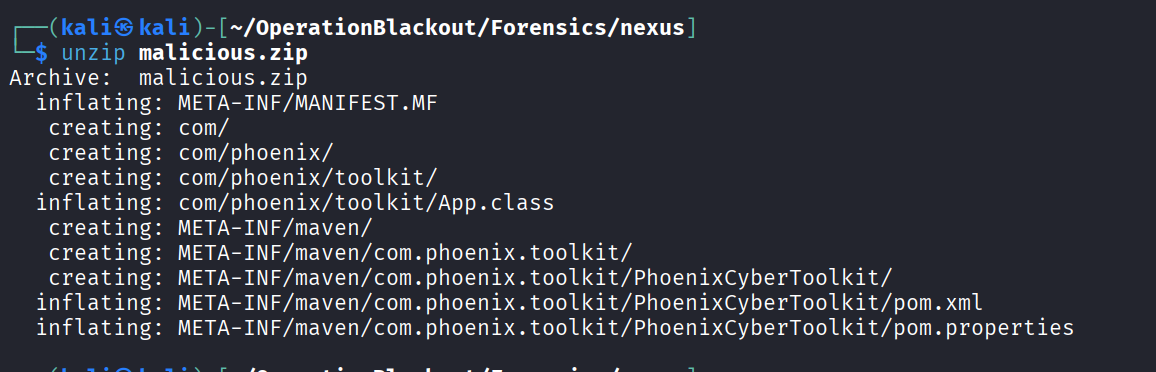 ┌──(kali㉿kali)-[~/OperationBlackout/Forensics/nexus]
└─$ unzip malicious.zip
Archive:  malicious.zip
  inflating: META-INF/MANIFEST.MF
   creating: com/
   creating: com/phoenix/
   creating: com/phoenix/toolkit/
  inflating: com/phoenix/toolkit/App.class
   creating: META-INF/maven/
   creating: META-INF/maven/com.phoenix.toolkit/
   creating: META-INF/maven/com.phoenix.toolkit/PhoenixCyberToolkit/
  inflating: META-INF/maven/com.phoenix.toolkit/PhoenixCyberToolkit/pom.xml
  inflating: META-INF/maven/com.phoenix.toolkit/PhoenixCyberToolkit/pom.properties